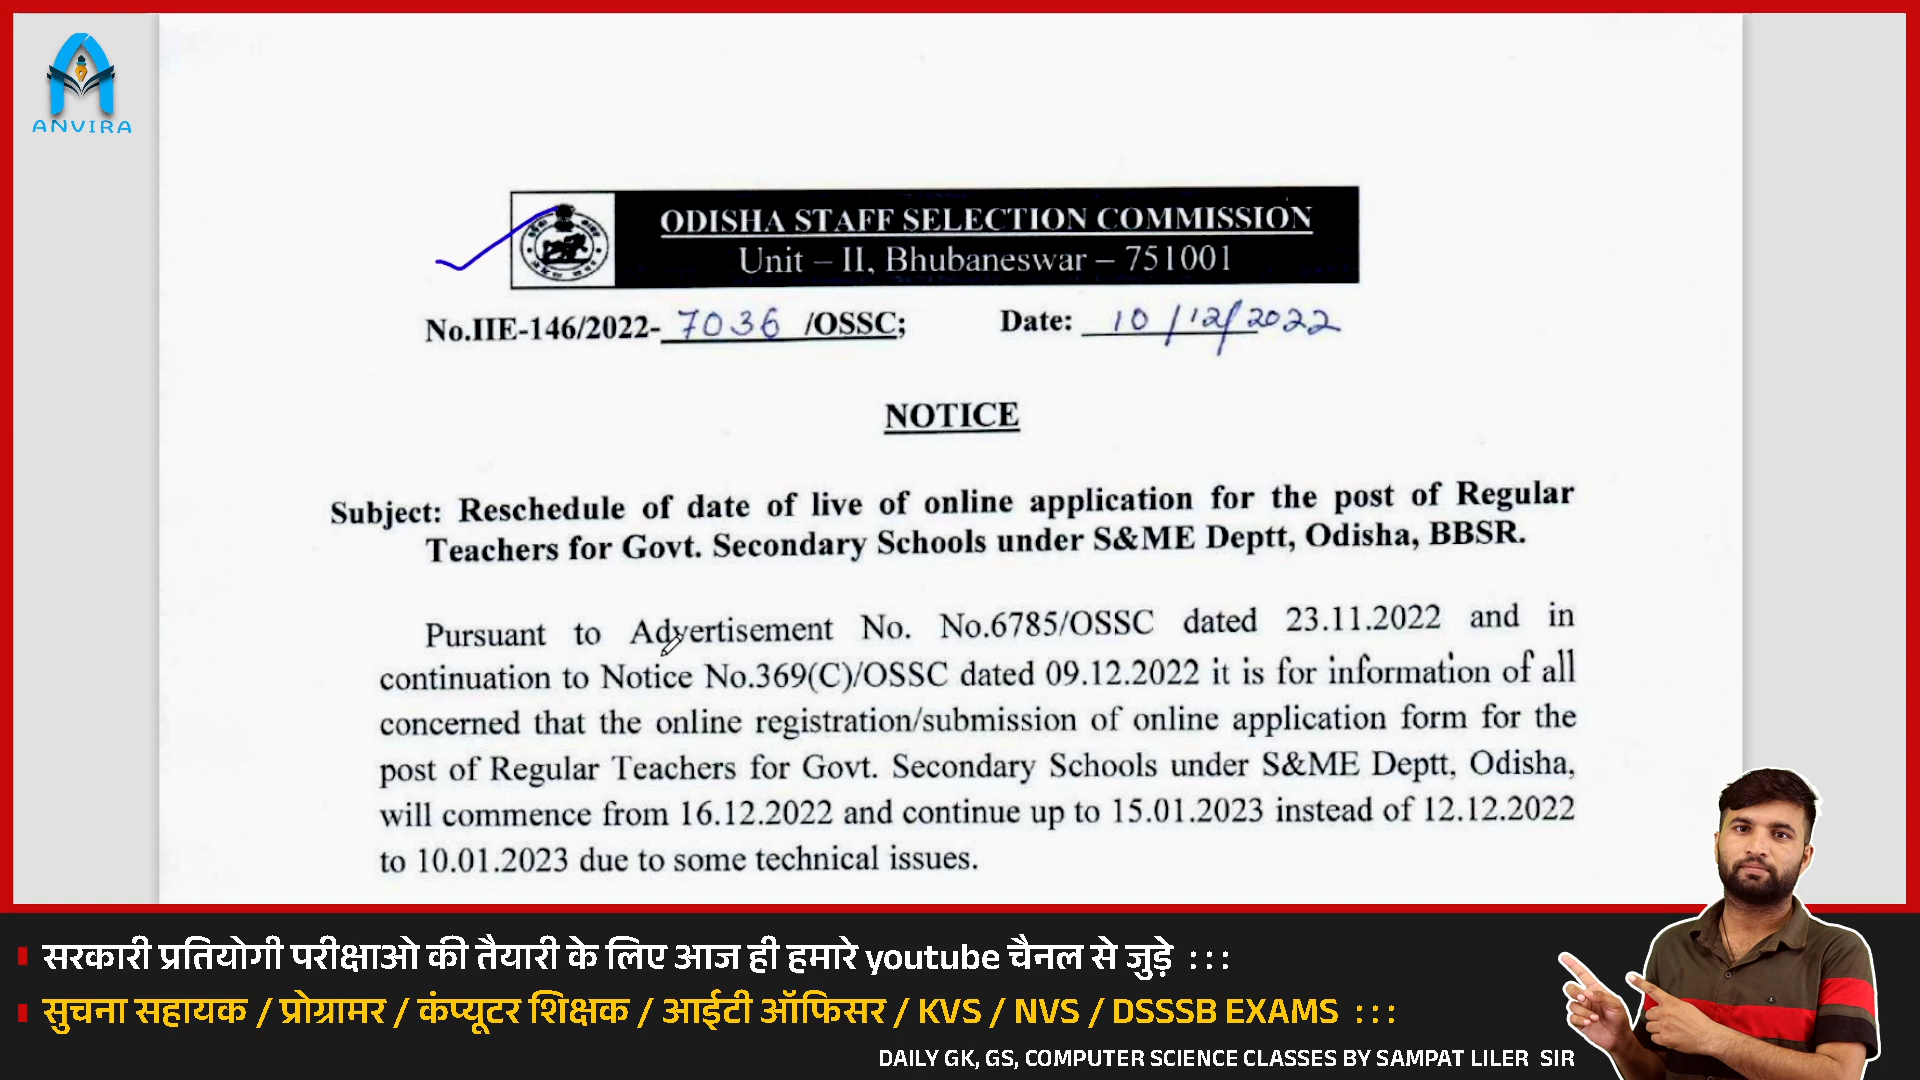 ANVIRA
ODISHA STAFF SELECTION COMMISSION
Unit – II, Bhubaneswar – 751001
No.IIE-146/2022- 7036 /OSSC; Date: 10/12/2022
NOTICE
Subject: Reschedule of date of live of online application for the post of Regular
Teachers for Govt. Secondary Schools under S&ME Deptt, Odisha, BBSR.
Pursuant to Advertisement No. No.6785/OSSC dated 23.11.2022 and in
continuation to Notice No.369(C)/OSSC dated 09.12.2022 it is for information of all
concerned that the online registration/submission of online application form for the
post of Regular Teachers for Govt. Secondary Schools under S&ME Deptt, Odisha,
will commence from 16.12.2022 and continue up to 15.01.2023 instead of 12.12.2022
to 10.01.2023 due to some technical issues.
सरकारी प्रतियोगी परीक्षाओ की तैयारी के लिए आज ही हमारे youtube चैनल से जुड़े :::
सुचना सहायक / प्रोग्रामर / कंप्यूटर शिक्षक / आईटी ऑफिसर / KVS / NVS / DSSSB EXAMS :::
DAILY GK, GS, COMPUTER SCIENCE CLASSES BY SAMPAT LILER SIR